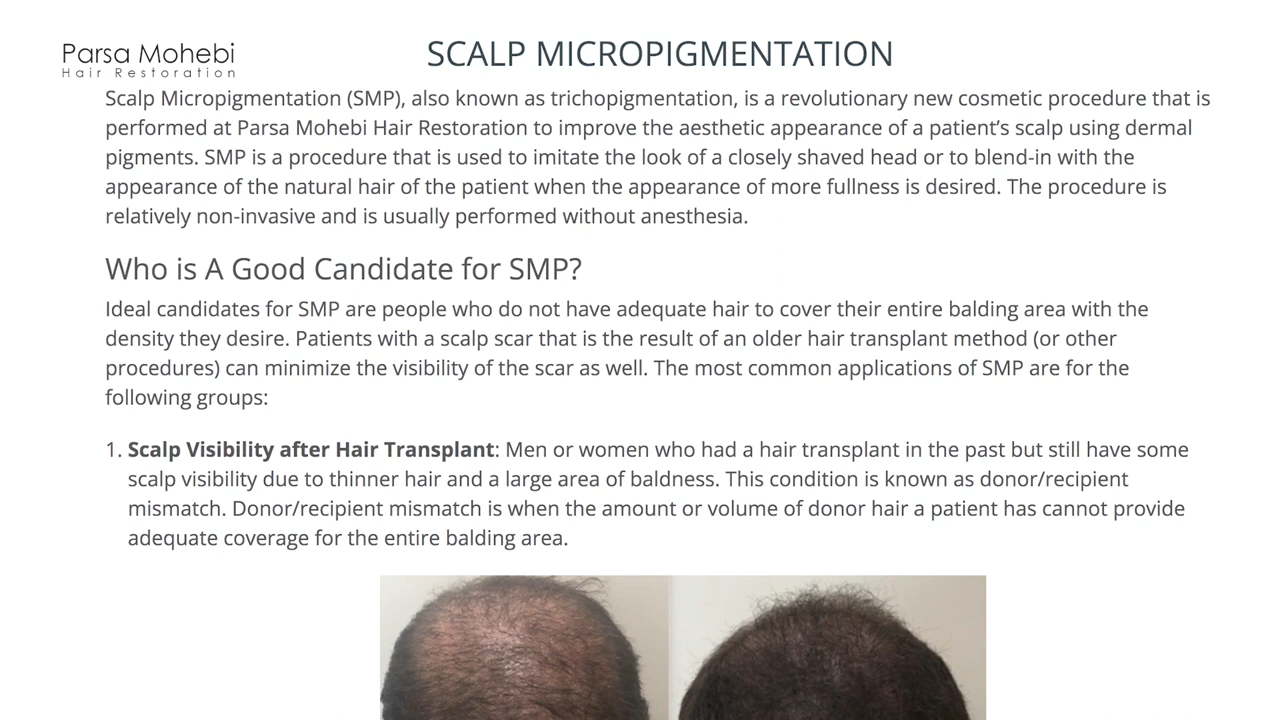 Parsa Mohebi
Hair Restoration
SCALP MICROPIGMENTATION
Scalp Micropigmentation (SMP), also known as trichopigmentation, is a revolutionary new cosmetic procedure that is
performed at Parsa Mohebi Hair Restoration to improve the aesthetic appearance of a patient’s scalp using dermal
pigments. SMP is a procedure that is used to imitate the look of a closely shaved head or to blend-in with the
appearance of the natural hair of the patient when the appearance of more fullness is desired. The procedure is
relatively non-invasive and is usually performed without anesthesia.
Who is A Good Candidate for SMP?
Ideal candidates for SMP are people who do not have adequate hair to cover their entire balding area with the
density they desire. Patients with a scalp scar that is the result of an older hair transplant method (or other
procedures) can minimize the visibility of the scar as well. The most common applications of SMP are for the
following groups:
1. Scalp Visibility after Hair Transplant: Men or women who had a hair transplant in the past but still have some
scalp visibility due to thinner hair and a large area of baldness. This condition is known as donor/recipient
mismatch. Donor/recipient mismatch is when the amount or volume of donor hair a patient has cannot provide
adequate coverage for the entire balding area.